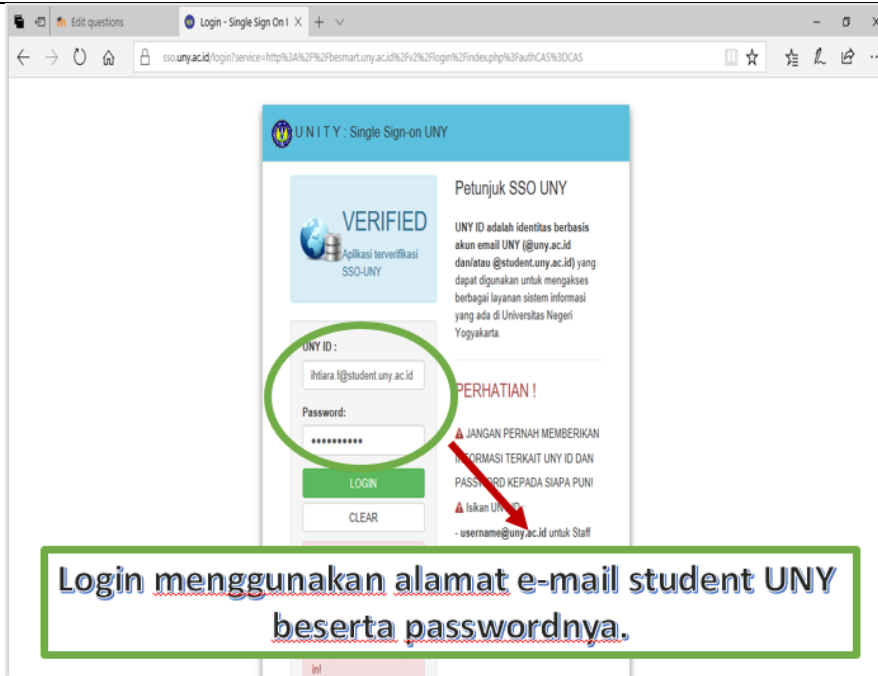 Edit questions
Login - Single Sign On U
sso.uny.ac.id/login?service=http%3A%2F%2Fbesmart.uny.ac.id%2Fv2%2Flogin%2Findex.php%3FauthCAS%3DCAS
U N I T Y : Single Sign-on UNY
VERIFIED
Aplikasi terverifikasi
SSO-UNY
UNY ID :
ihtiara.f@student.uny.ac.id
Password:
••••••••••
LOGIN
CLEAR
Petunjuk SSO UNY
UNY ID adalah identitas berbasis
akun email UNY (@uny.ac.id
dan/atau @student.uny.ac.id) yang
dapat digunakan untuk mengakses
berbagai layanan sistem informasi
yang ada di Universitas Negeri
Yogyakarta.
PERHATIAN !
JANGAN PERNAH MEMBERIKAN
INFORMASI TERKAIT UNY ID DAN
PASSWORD KEPADA SIAPA PUN!
Isikan UNY ID:
- username@uny.ac.id untuk Staff
Login menggunakan alamat e-mail student UNY
beserta passwordnya.
in!